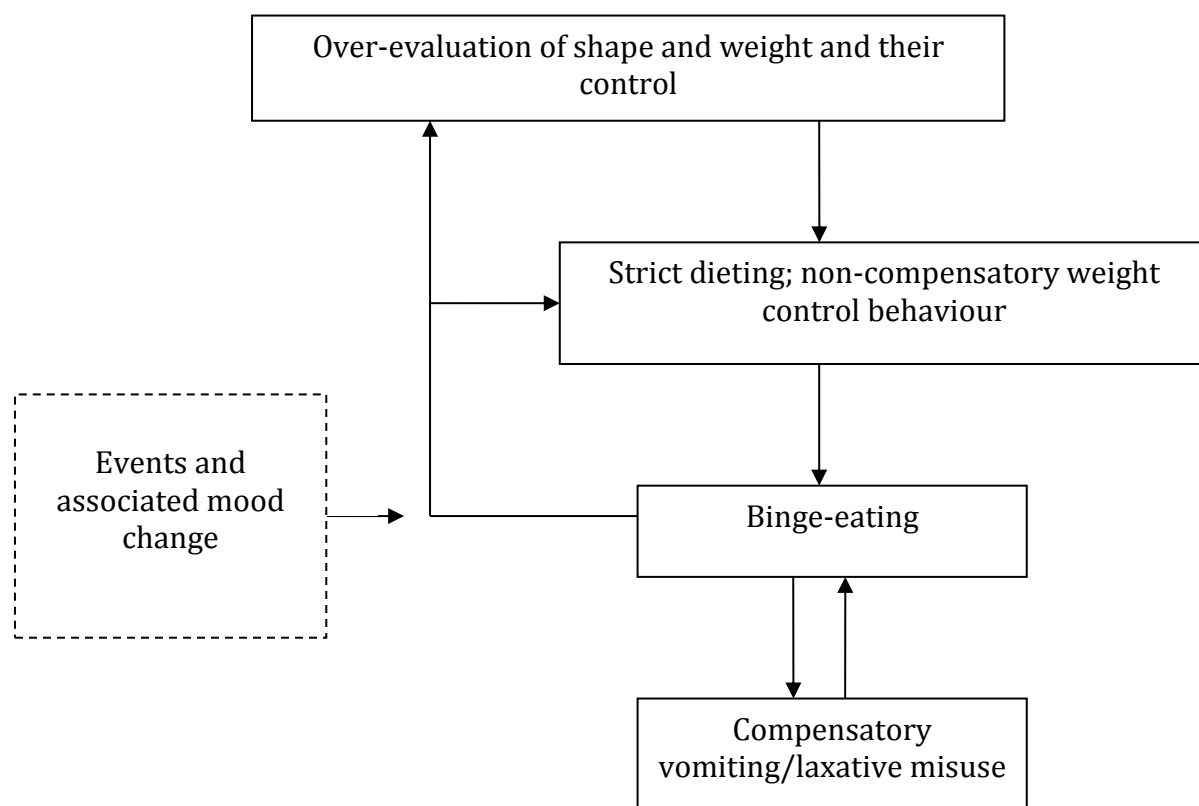 Over-evaluation of shape and weight and their
control
Strict dieting; non-compensatory weight
control behaviour
Events and
associated mood
change
Binge-eating
Compensatory
vomiting/laxative misuse